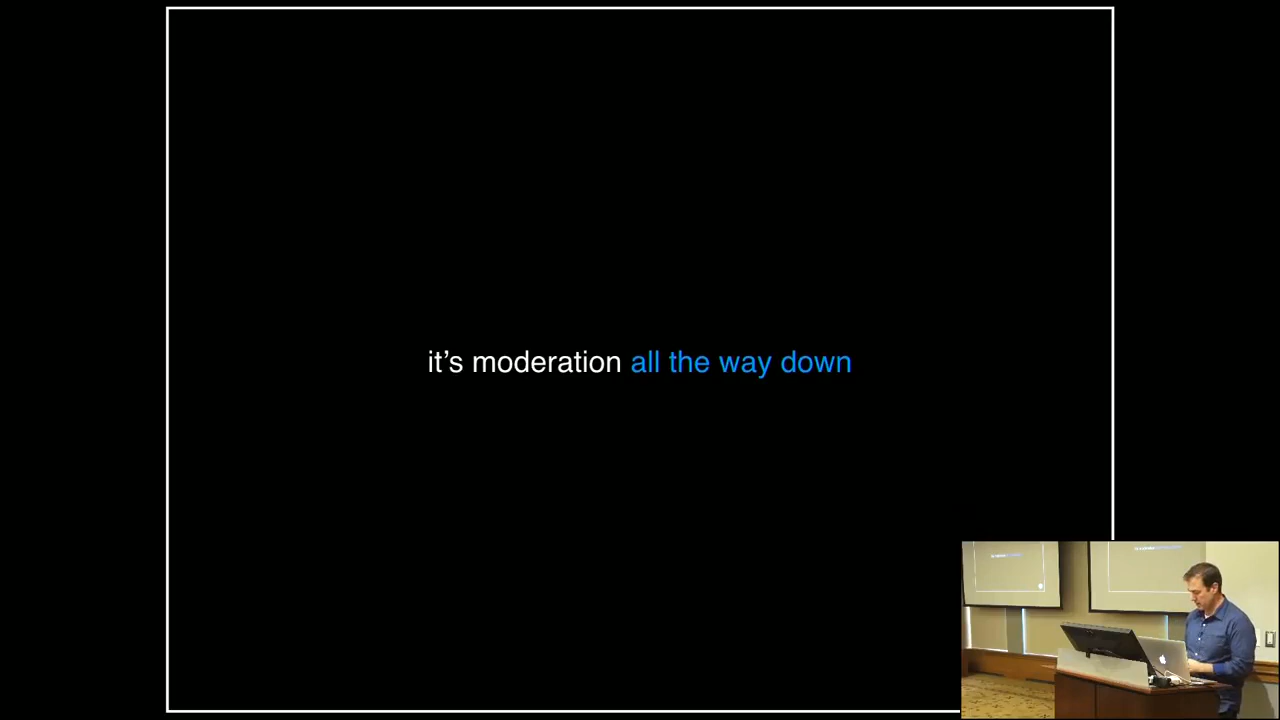 it’s moderation all the way down